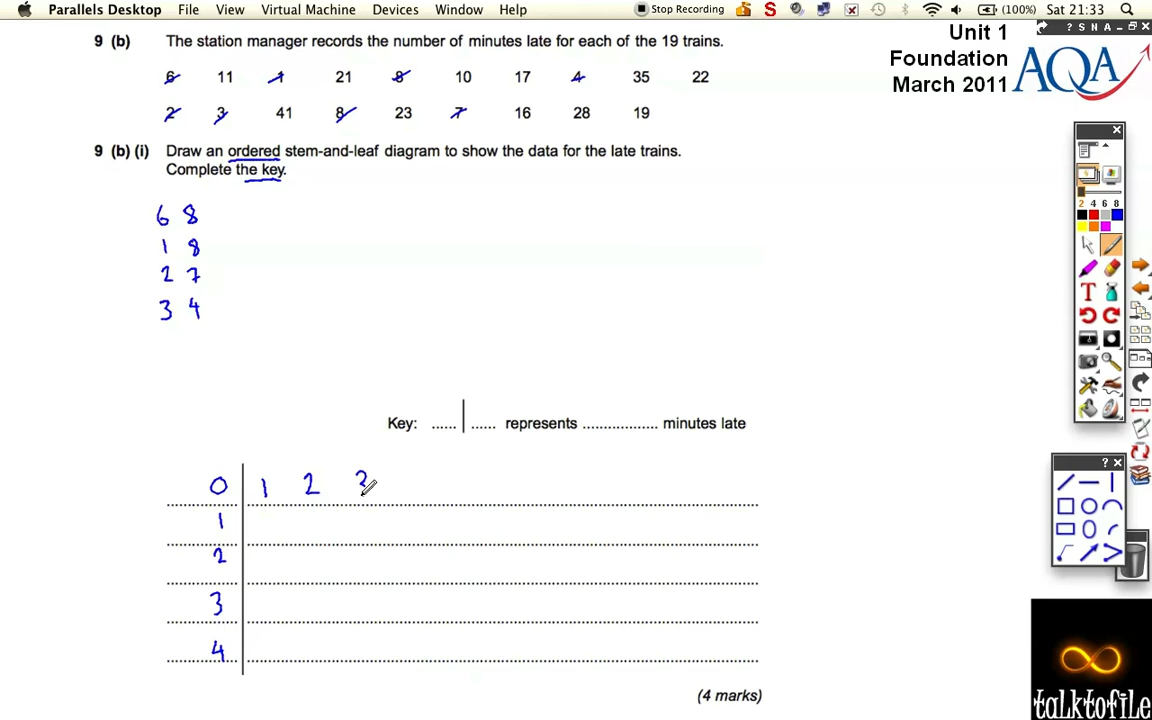 Parallels Desktop File View Virtual Machine Devices Window Help Stop Recording S (100%) Sat 21:33
9 (b) The station manager records the number of minutes late for each of the 19 trains.
Unit 1
Foundation
March 2011
AQA
? S N A
6 11 1 21 8 10 17 4 35 22
2 3 41 8 23 7 16 28 19
9 (b) (i) Draw an ordered stem-and-leaf diagram to show the data for the late trains.
Complete the key.
2 4 6 8
6 8
1 8
2 7
3 4
T
Key: ...... | ...... represents .................. minutes late
?
0 1 2 3
1
2
3
4
(4 marks)
talktofile